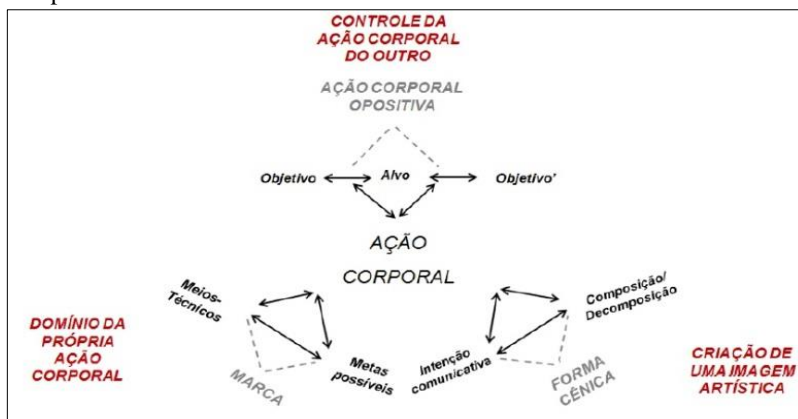 CONTROLE DA
AÇÃO CORPORAL
DO OUTRO
AÇÃO CORPORAL
OPOSITIVA
Objetivo
Alvo
Objetivo'
AÇÃO
CORPORAL
Meios-
Técnicos
Metas
possíveis
MARCA
DOMÍNIO DA
PRÓPRIA
AÇÃO
CORPORAL
Composição/
Decomposição
Intenção
comunicativa
FORMA
CÊNICA
CRIAÇÃO DE
UMA IMAGEM
ARTÍSTICA